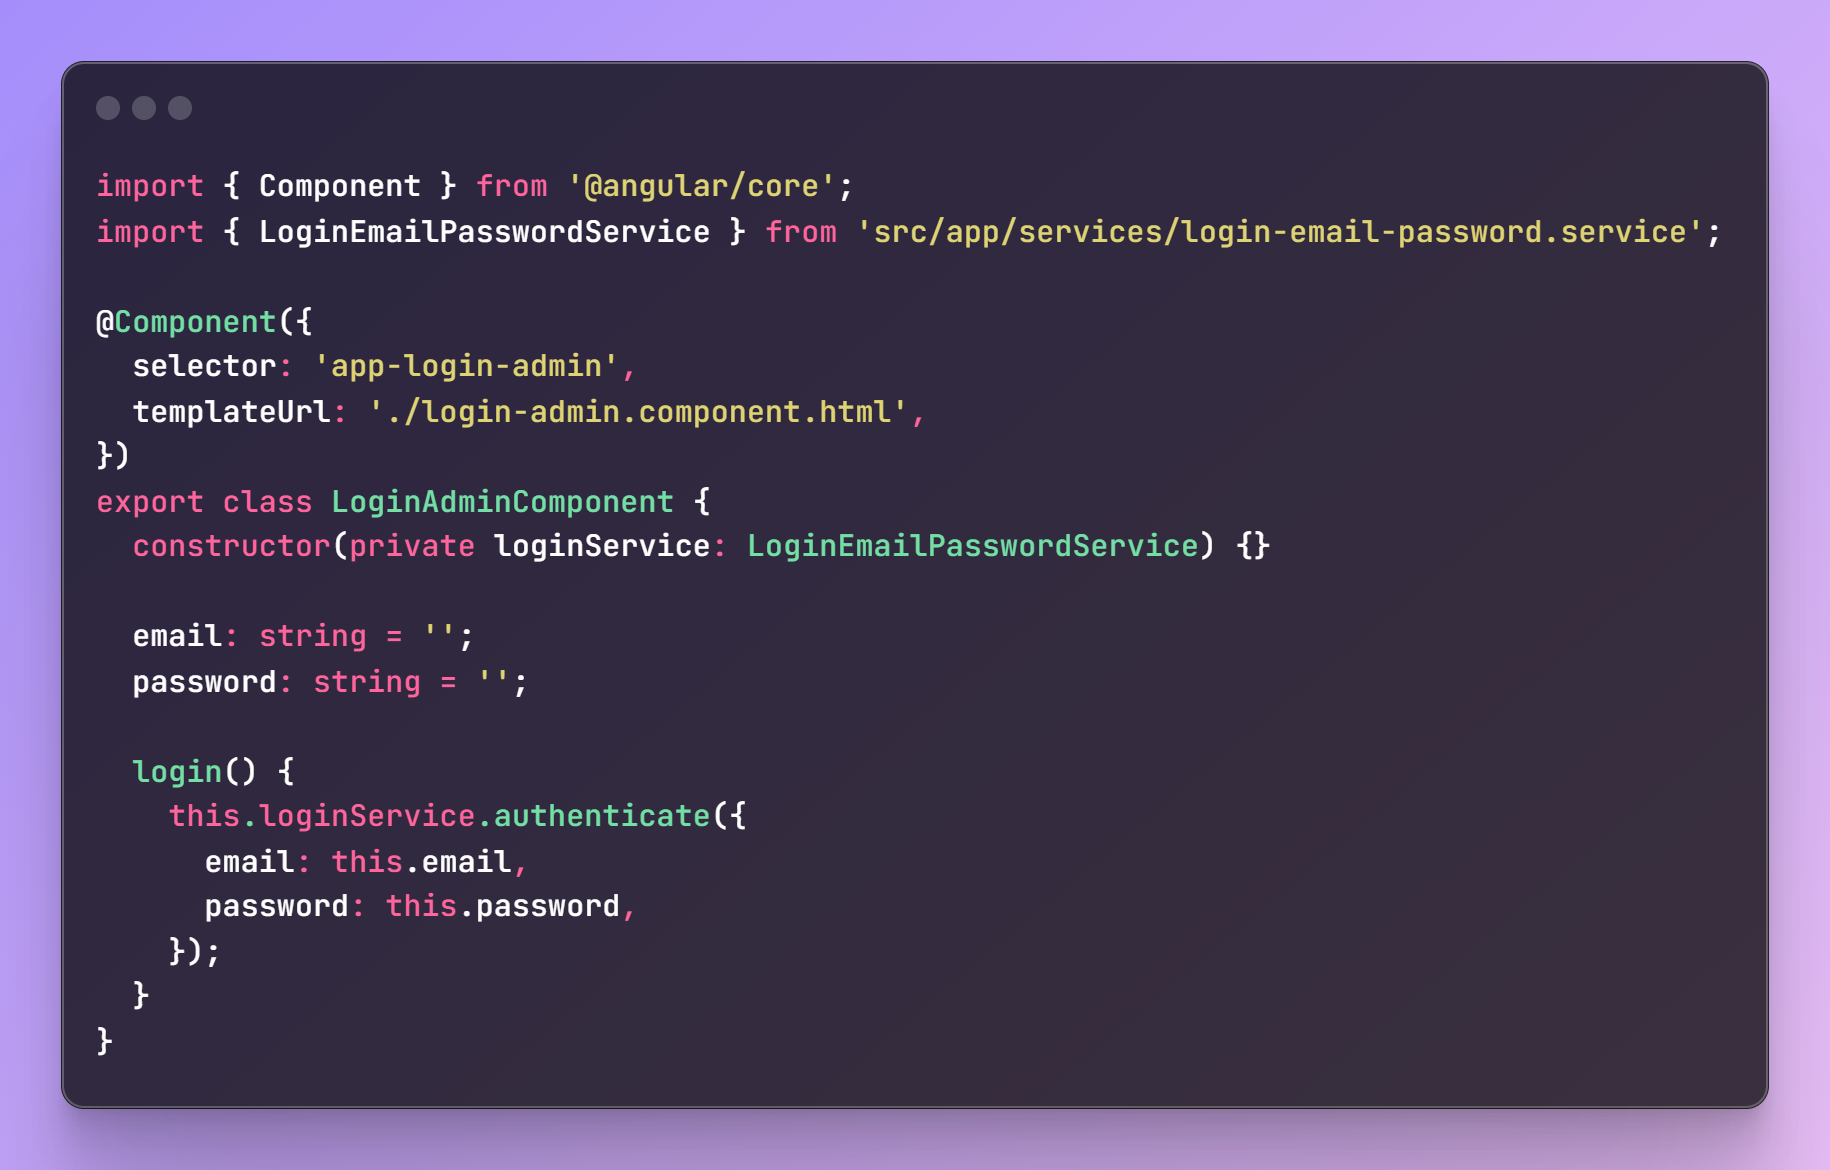 import { Component } from '@angular/core';
import { LoginEmailPasswordService } from 'src/app/services/login-email-password.service';

@Component({
  selector: 'app-login-admin',
  templateUrl: './login-admin.component.html',
})
export class LoginAdminComponent {
  constructor(private loginService: LoginEmailPasswordService) {}

  email: string = '';
  password: string = '';

  login() {
    this.loginService.authenticate({
      email: this.email,
      password: this.password,
    });
  }
}